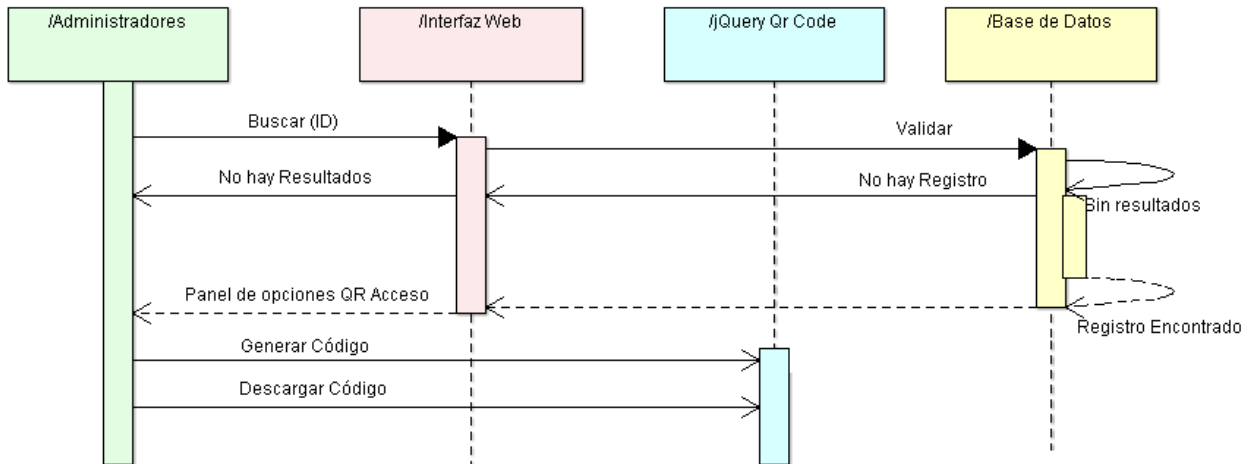 /Administradores
/Interfaz Web
/jQuery Qr Code
/Base de Datos
Buscar (ID)
Validar
No hay Resultados
No hay Registro
Sin resultados
Panel de opciones QR Acceso
Registro Encontrado
Generar Código
Descargar Código